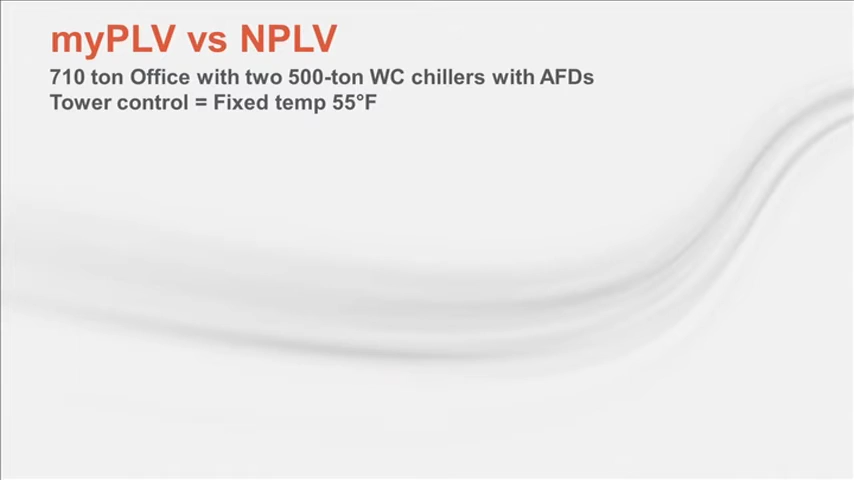 myPLV vs NPLV
710 ton Office with two 500-ton WC chillers with AFDs
Tower control = Fixed temp 55°F